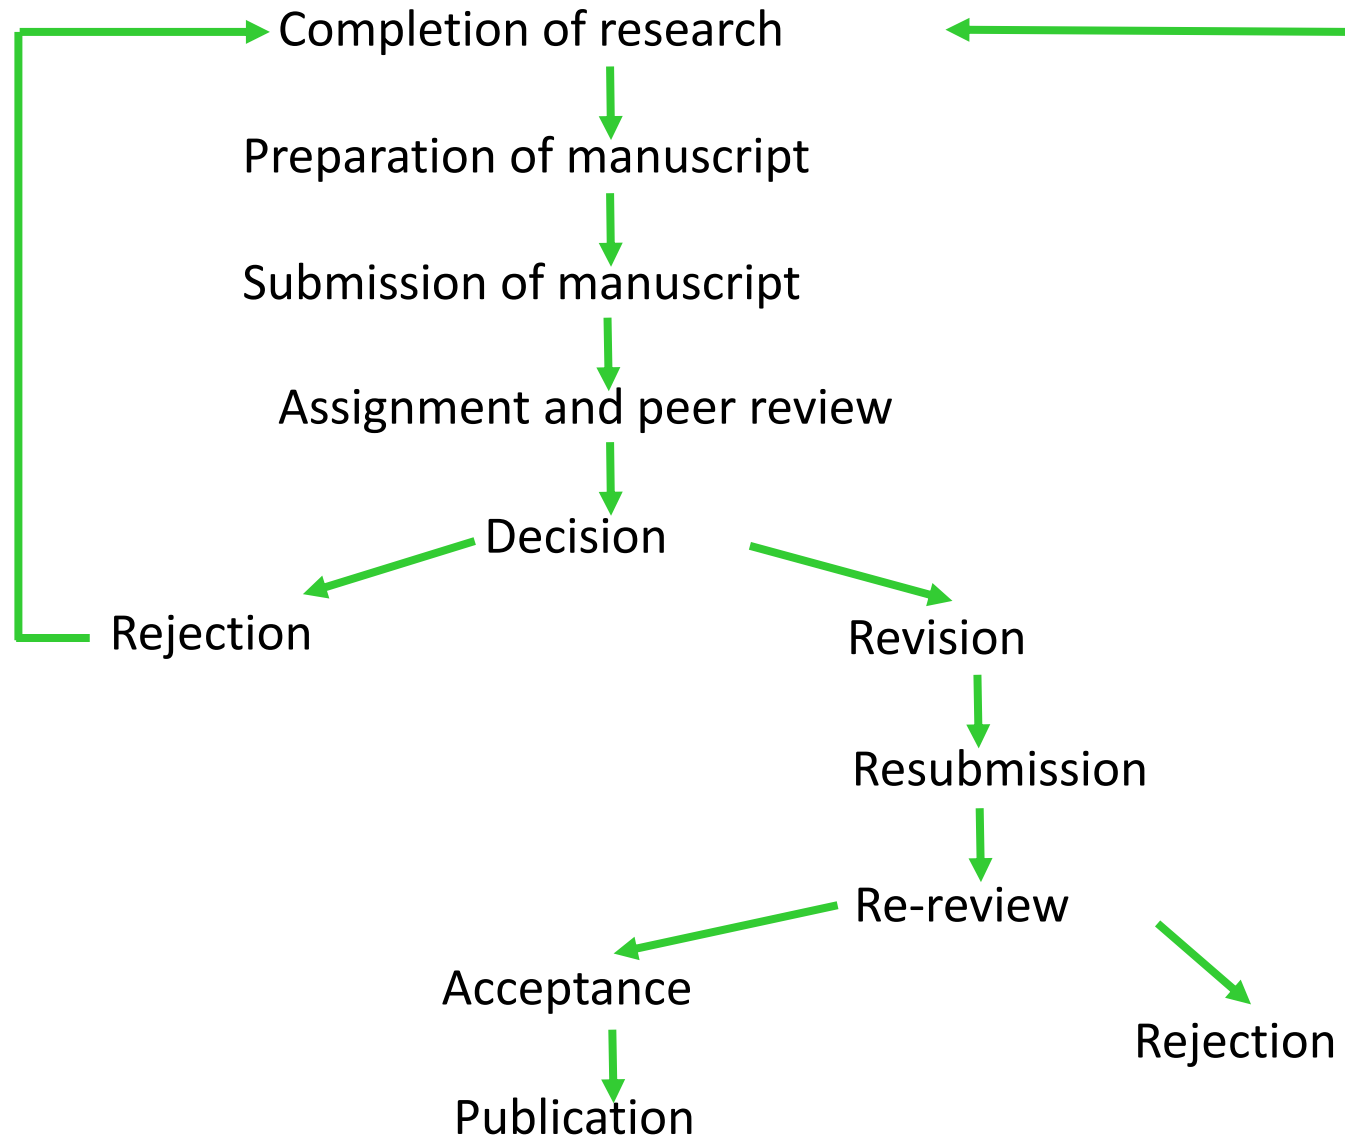 Completion of research
Preparation of manuscript
Submission of manuscript
Assignment and peer review
Decision
Rejection
Revision
Resubmission
Re-review
Acceptance
Rejection
Publication